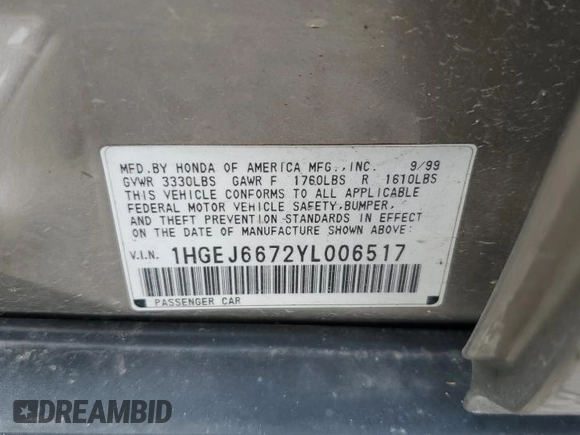 MFD.BY HONDA OF AMERICA MFG.,INC. 9/99
GVWR 3330LBS GAWR F 1760LBS R 1610LBS
THIS VEHICLE CONFORMS TO ALL APPLICABLE
FEDERAL MOTOR VEHICLE SAFETY,BUMPER,
AND THEFT PREVENTION STANDARDS IN EFFECT
ON THE DATE OF MANUFACTURE SHOWN ABOVE.
V.I.N. 1HGEJ6672YL006517
PASSENGER CAR
DREAMBID